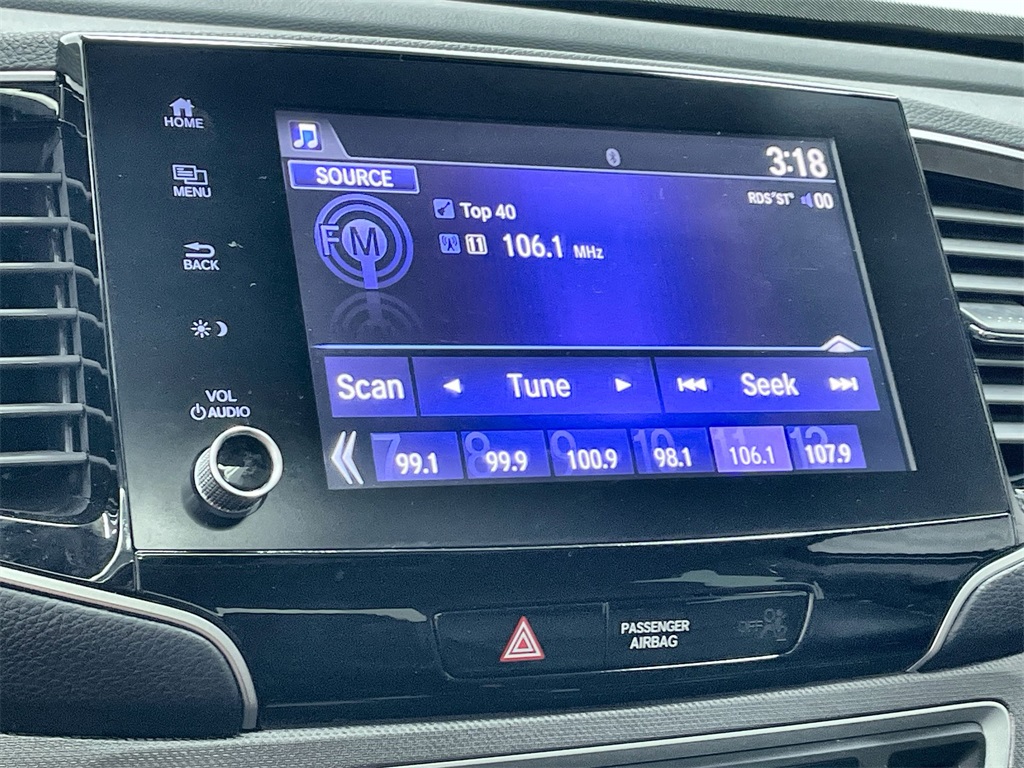 HOME
MENU
BACK
VOL
AUDIO
3:18
SOURCE
RDS ST 00
FM
Top 40
11 106.1 MHz
Scan Tune Seek
7 99.1 8 99.9 9 100.9 10 98.1 11 106.1 12 107.9
PASSENGER
AIRBAG
OFF